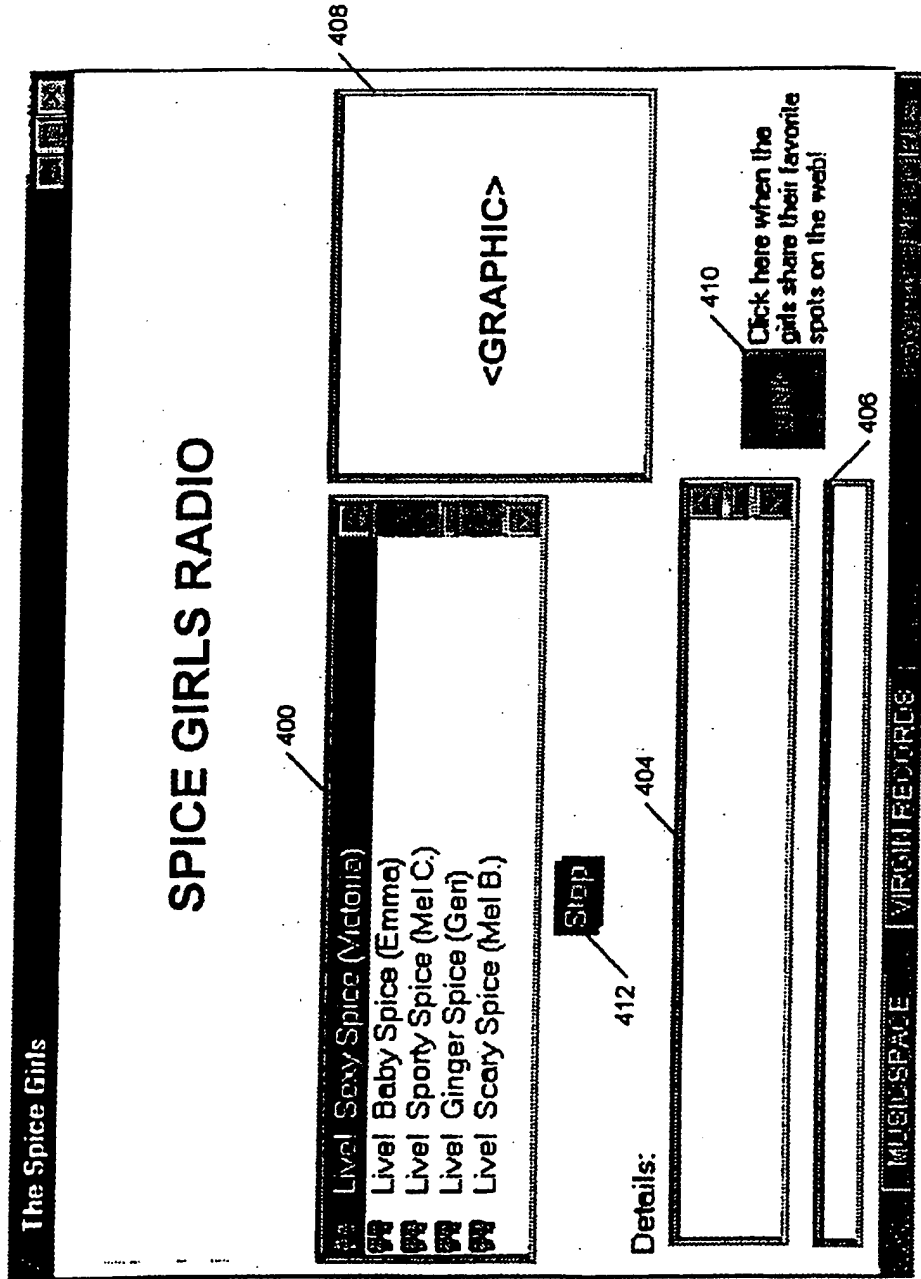 The Spice Girls
SPICE GIRLS RADIO
400
Live! Sexy Spice (Victoria)
Live! Baby Spice (Emma)
Live! Sporty Spice (Mel C.)
Live! Ginger Spice (Geri)
Live! Scary Spice (Mel B.)
408
<GRAPHIC>
412
Stop
410
Click here when the
girls share their favorite
spots on the web!
Details:
404
406
MUSICSPACE
VIRGIN RECORDS